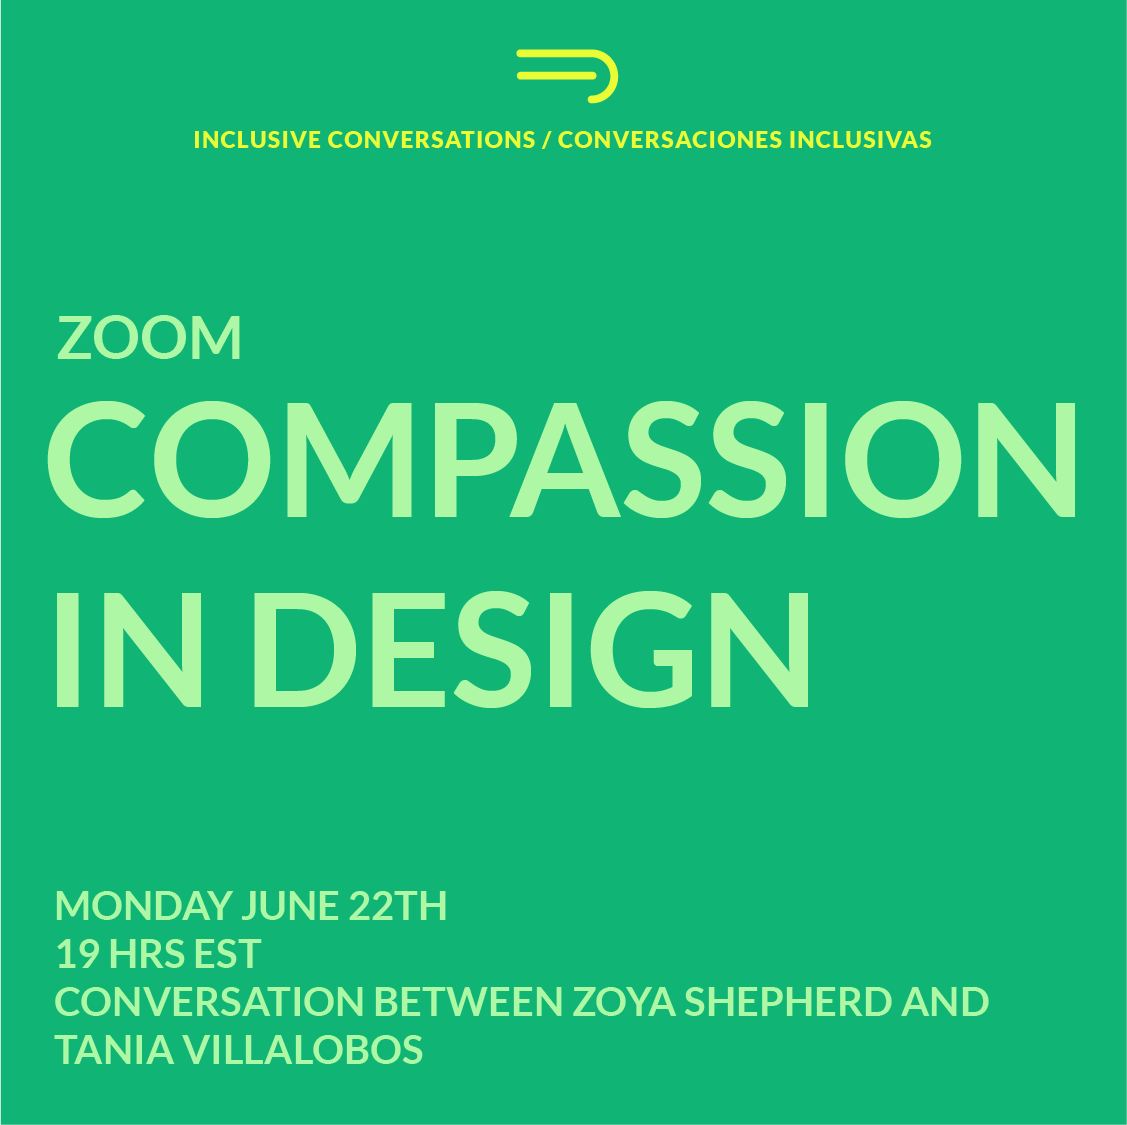 INCLUSIVE CONVERSATIONS / CONVERSACIONES INCLUSIVAS
ZOOM
COMPASSION
IN DESIGN
MONDAY JUNE 22TH
19 HRS EST
CONVERSATION BETWEEN ZOYA SHEPHERD AND
TANIA VILLALOBOS